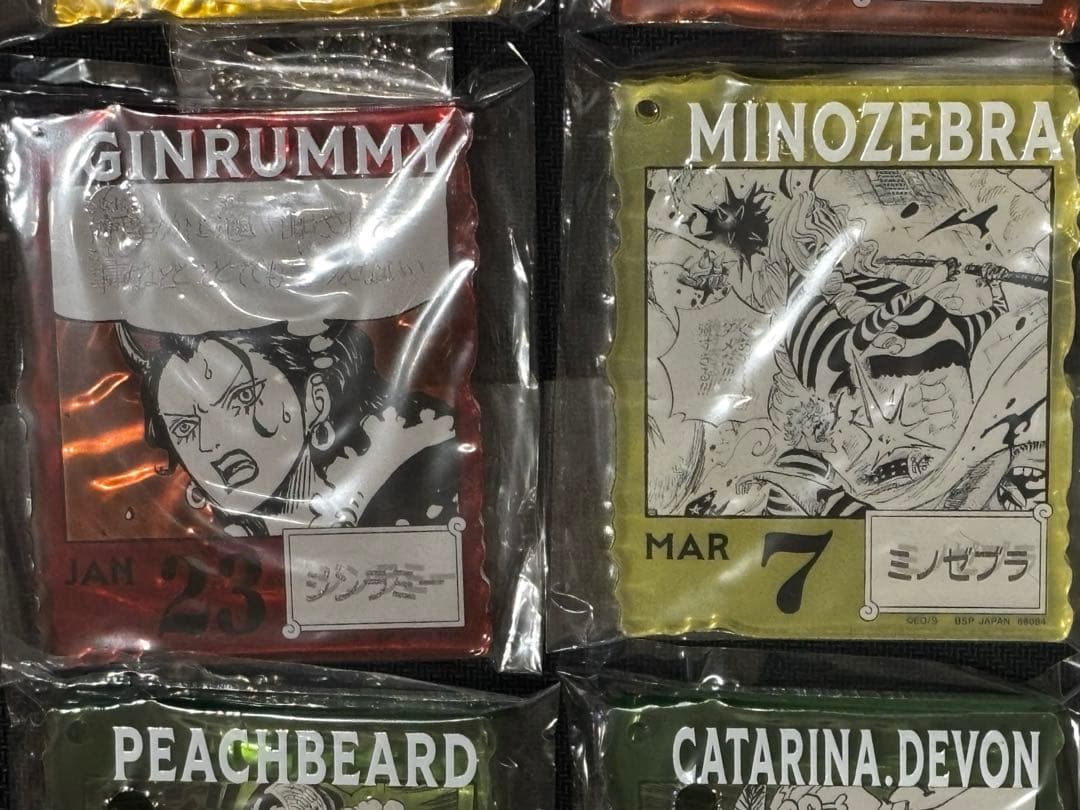 GINRUMMY
JAN 23
ジンラミー
MINOZEBRA
MAR 7
ミノゼブラ
©EO/S BSP JAPAN 68084
PEACHBEARD
CATARINA.DEVON